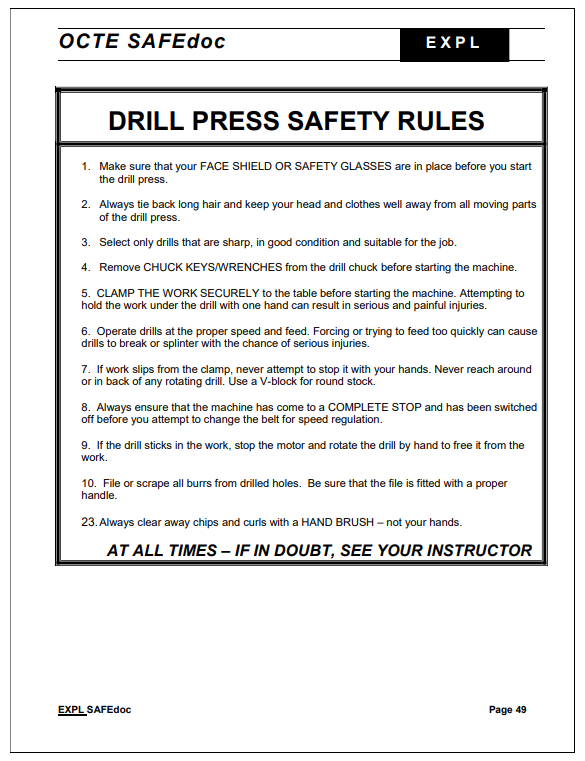 OCTE SAFEdoc
EXPL
DRILL PRESS SAFETY RULES
1. Make sure that your FACE SHIELD OR SAFETY GLASSES are in place before you start
the drill press.
2. Always tie back long hair and keep your head and clothes well away from all moving parts
of the drill press.
3. Select only drills that are sharp, in good condition and suitable for the job.
4. Remove CHUCK KEYS/WRENCHES from the drill chuck before starting the machine.
5. CLAMP THE WORK SECURELY to the table before starting the machine. Attempting to
hold the work under the drill with one hand can result in serious and painful injuries.
6. Operate drills at the proper speed and feed. Forcing or trying to feed too quickly can cause
drills to break or splinter with the chance of serious injuries.
7. If work slips from the clamp, never attempt to stop it with your hands. Never reach around
or in back of any rotating drill. Use a V-block for round stock.
8. Always ensure that the machine has come to a COMPLETE STOP and has been switched
off before you attempt to change the belt for speed regulation.
9. If the drill sticks in the work, stop the motor and rotate the drill by hand to free it from the
work.
10. File or scrape all burrs from drilled holes. Be sure that the file is fitted with a proper
handle.
23. Always clear away chips and curls with a HAND BRUSH – not your hands.
AT ALL TIMES – IF IN DOUBT, SEE YOUR INSTRUCTOR
EXPL SAFEdoc
Page 49